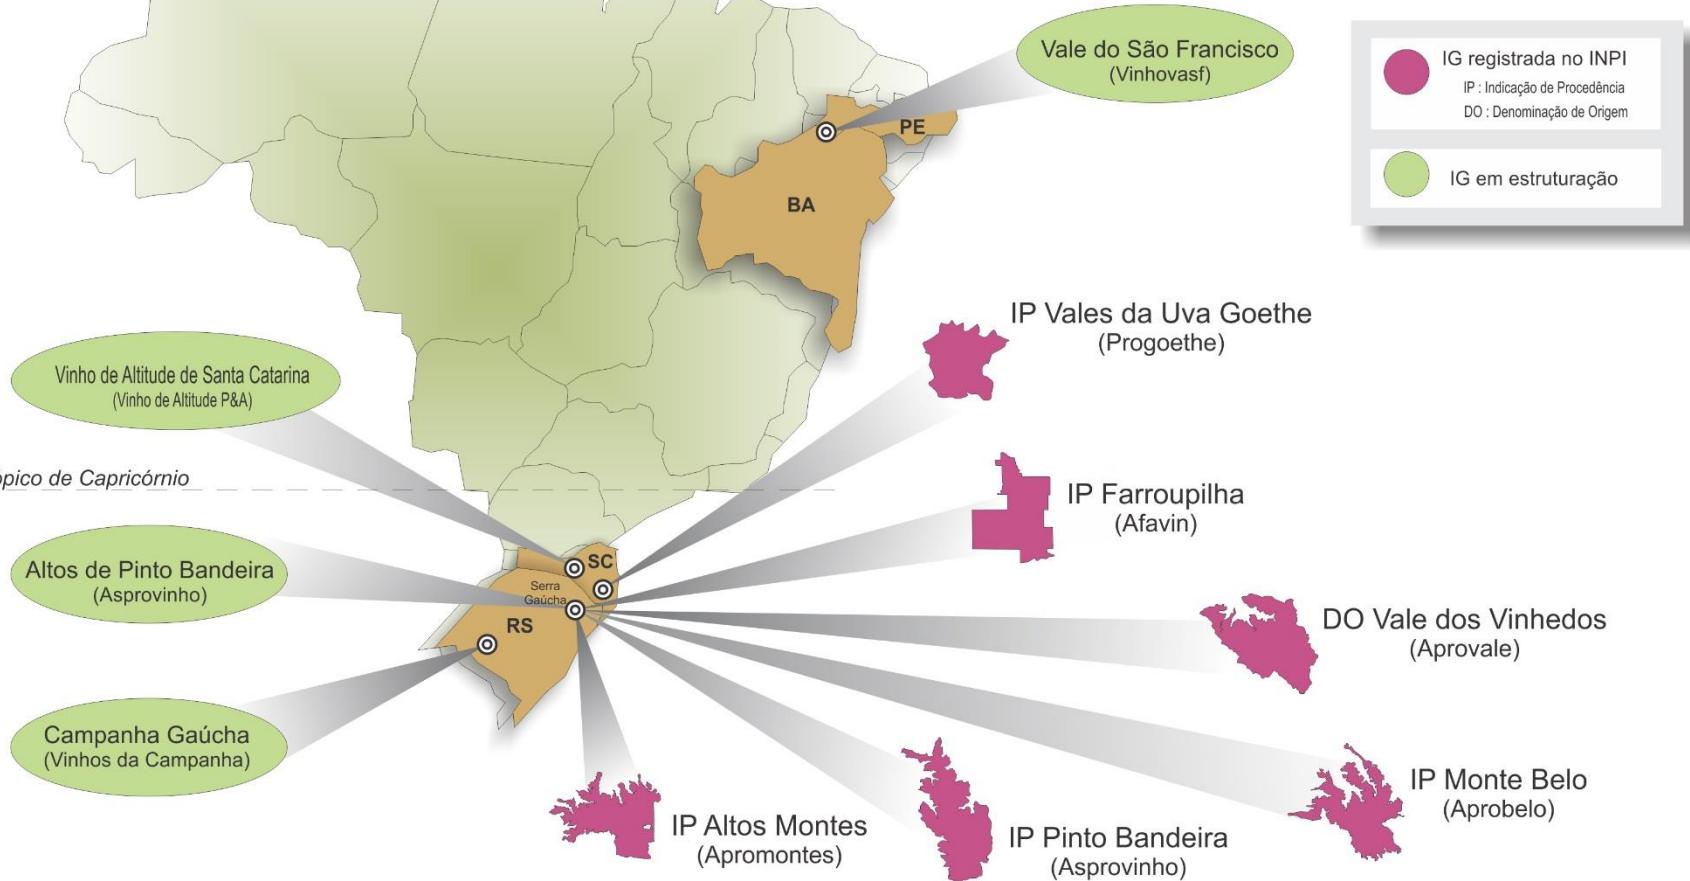 Vale do São Francisco
(Vinhovasf)
IG registrada no INPI
IP : Indicação de Procedência
DO : Denominação de Origem
IG em estruturação
PE
BA
IP Vales da Uva Goethe
(Progoethe)
Vinho de Altitude de Santa Catarina
(Vinho de Altitude P&A)
pico de Capricórnio
IP Farroupilha
(Afavin)
Altos de Pinto Bandeira
(Asprovinho)
SC
Serra
Gaúcha
RS
DO Vale dos Vinhedos
(Aprovale)
Campanha Gaúcha
(Vinhos da Campanha)
IP Monte Belo
(Aprobelo)
IP Altos Montes
(Apromontes)
IP Pinto Bandeira
(Asprovinho)